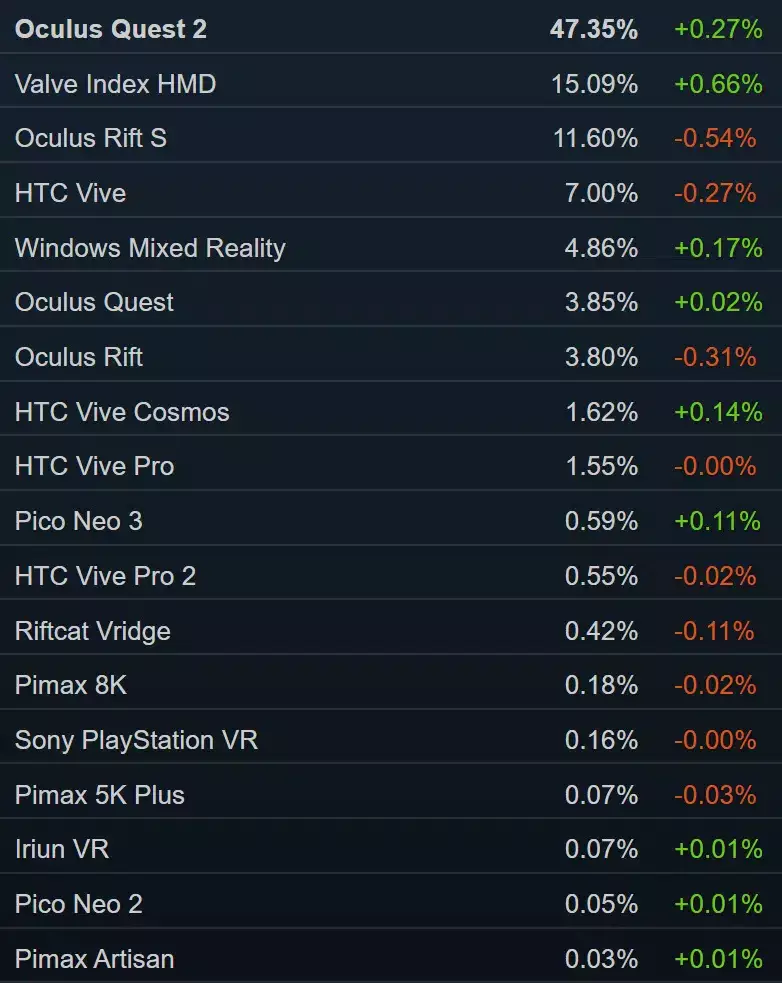 Oculus Quest 2 47.35% +0.27%
Valve Index HMD 15.09% +0.66%
Oculus Rift S 11.60% -0.54%
HTC Vive 7.00% -0.27%
Windows Mixed Reality 4.86% +0.17%
Oculus Quest 3.85% +0.02%
Oculus Rift 3.80% -0.31%
HTC Vive Cosmos 1.62% +0.14%
HTC Vive Pro 1.55% -0.00%
Pico Neo 3 0.59% +0.11%
HTC Vive Pro 2 0.55% -0.02%
Riftcat Vridge 0.42% -0.11%
Pimax 8K 0.18% -0.02%
Sony PlayStation VR 0.16% -0.00%
Pimax 5K Plus 0.07% -0.03%
Iriun VR 0.07% +0.01%
Pico Neo 2 0.05% +0.01%
Pimax Artisan 0.03% +0.01%